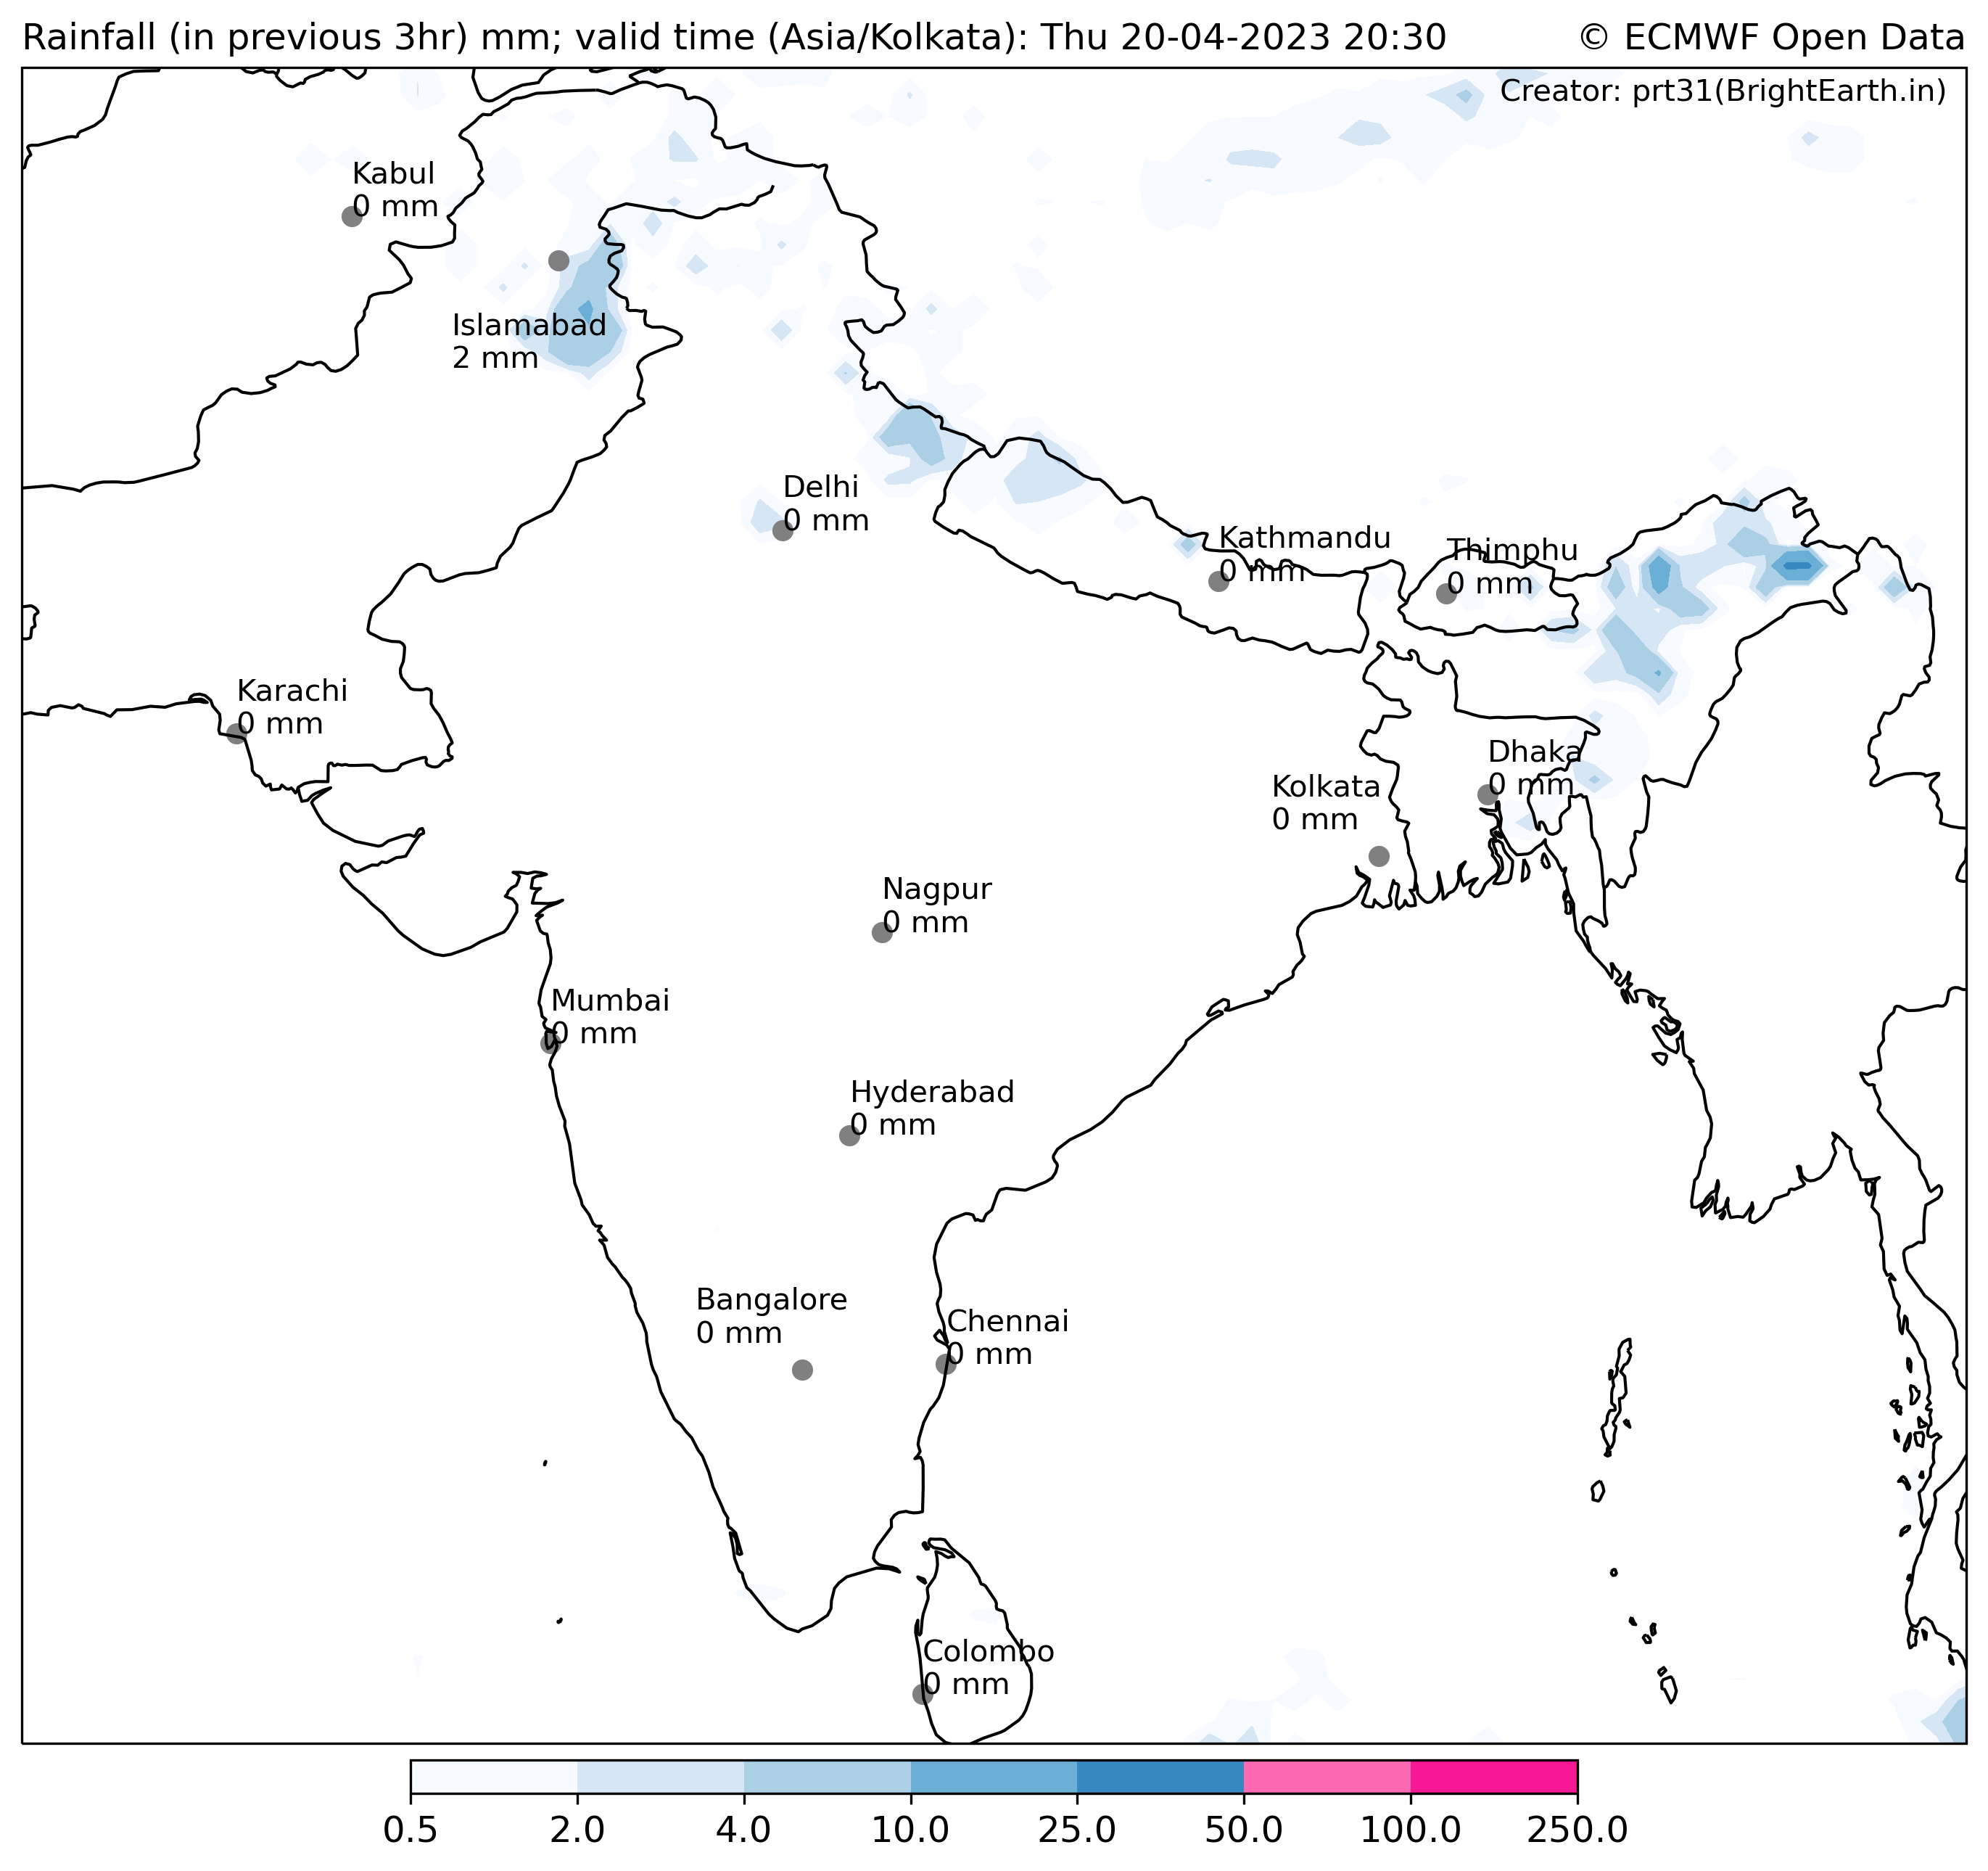 Rainfall (in previous 3hr) mm; valid time (Asia/Kolkata): Thu 20-04-2023 20:30
© ECMWF Open Data
Creator: prt31(BrightEarth.in)
Kabul
0 mm
Islamabad
2 mm
Delhi
0 mm
Kathmandu
0 mm
Thimphu
0 mm
Karachi
0 mm
Dhaka
0 mm
Kolkata
0 mm
Nagpur
0 mm
Mumbai
0 mm
Hyderabad
0 mm
Bangalore
0 mm
Chennai
0 mm
Colombo
0 mm
0.5 2.0 4.0 10.0 25.0 50.0 100.0 250.0